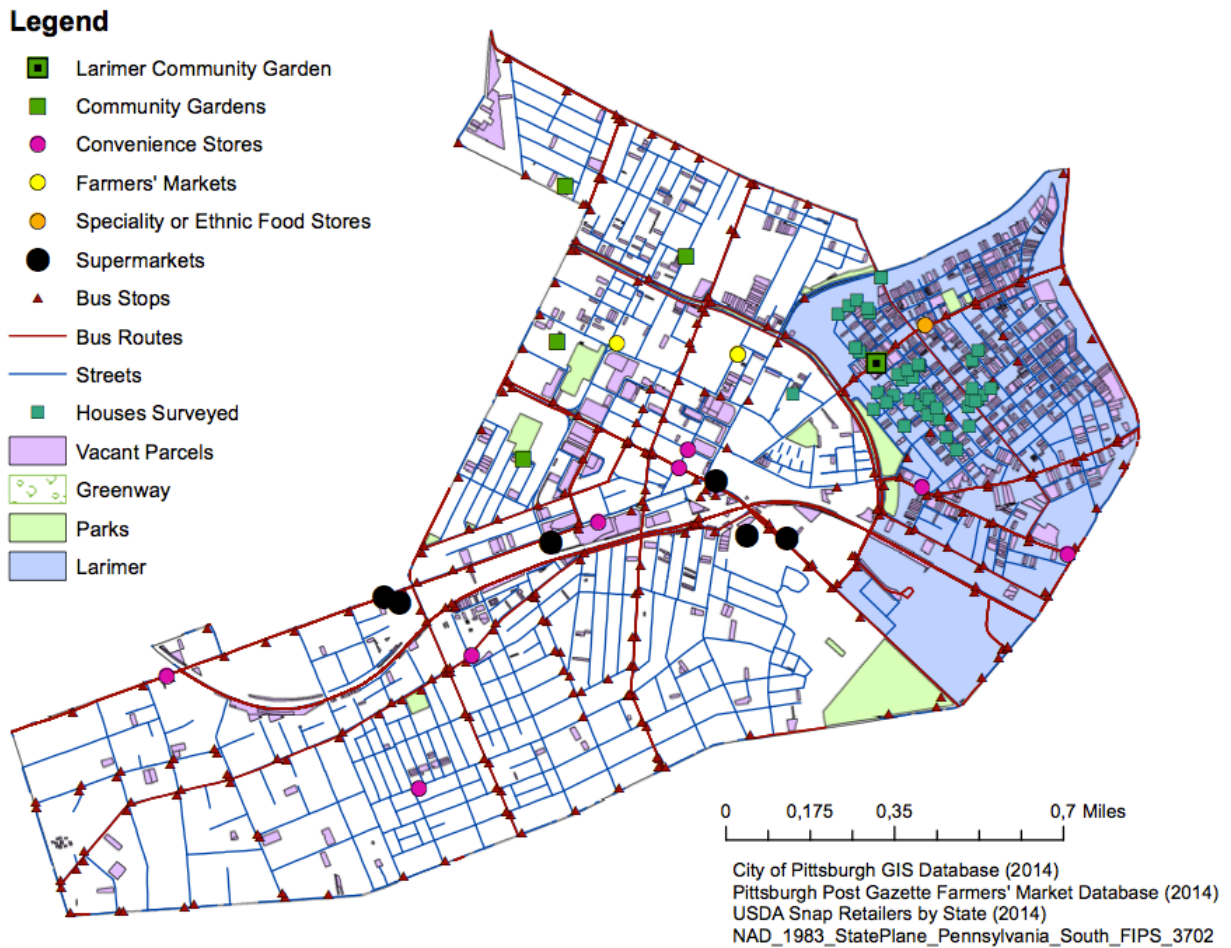 Legend
Larimer Community Garden
Community Gardens
Convenience Stores
Farmers' Markets
Speciality or Ethnic Food Stores
Supermarkets
Bus Stops
Bus Routes
Streets
Houses Surveyed
Vacant Parcels
Greenway
Parks
Larimer
0 0,175 0,35 0,7 Miles
City of Pittsburgh GIS Database (2014)
Pittsburgh Post Gazette Farmers' Market Database (2014)
USDA Snap Retailers by State (2014)
NAD_1983_StatePlane_Pennsylvania_South_FIPS_3702